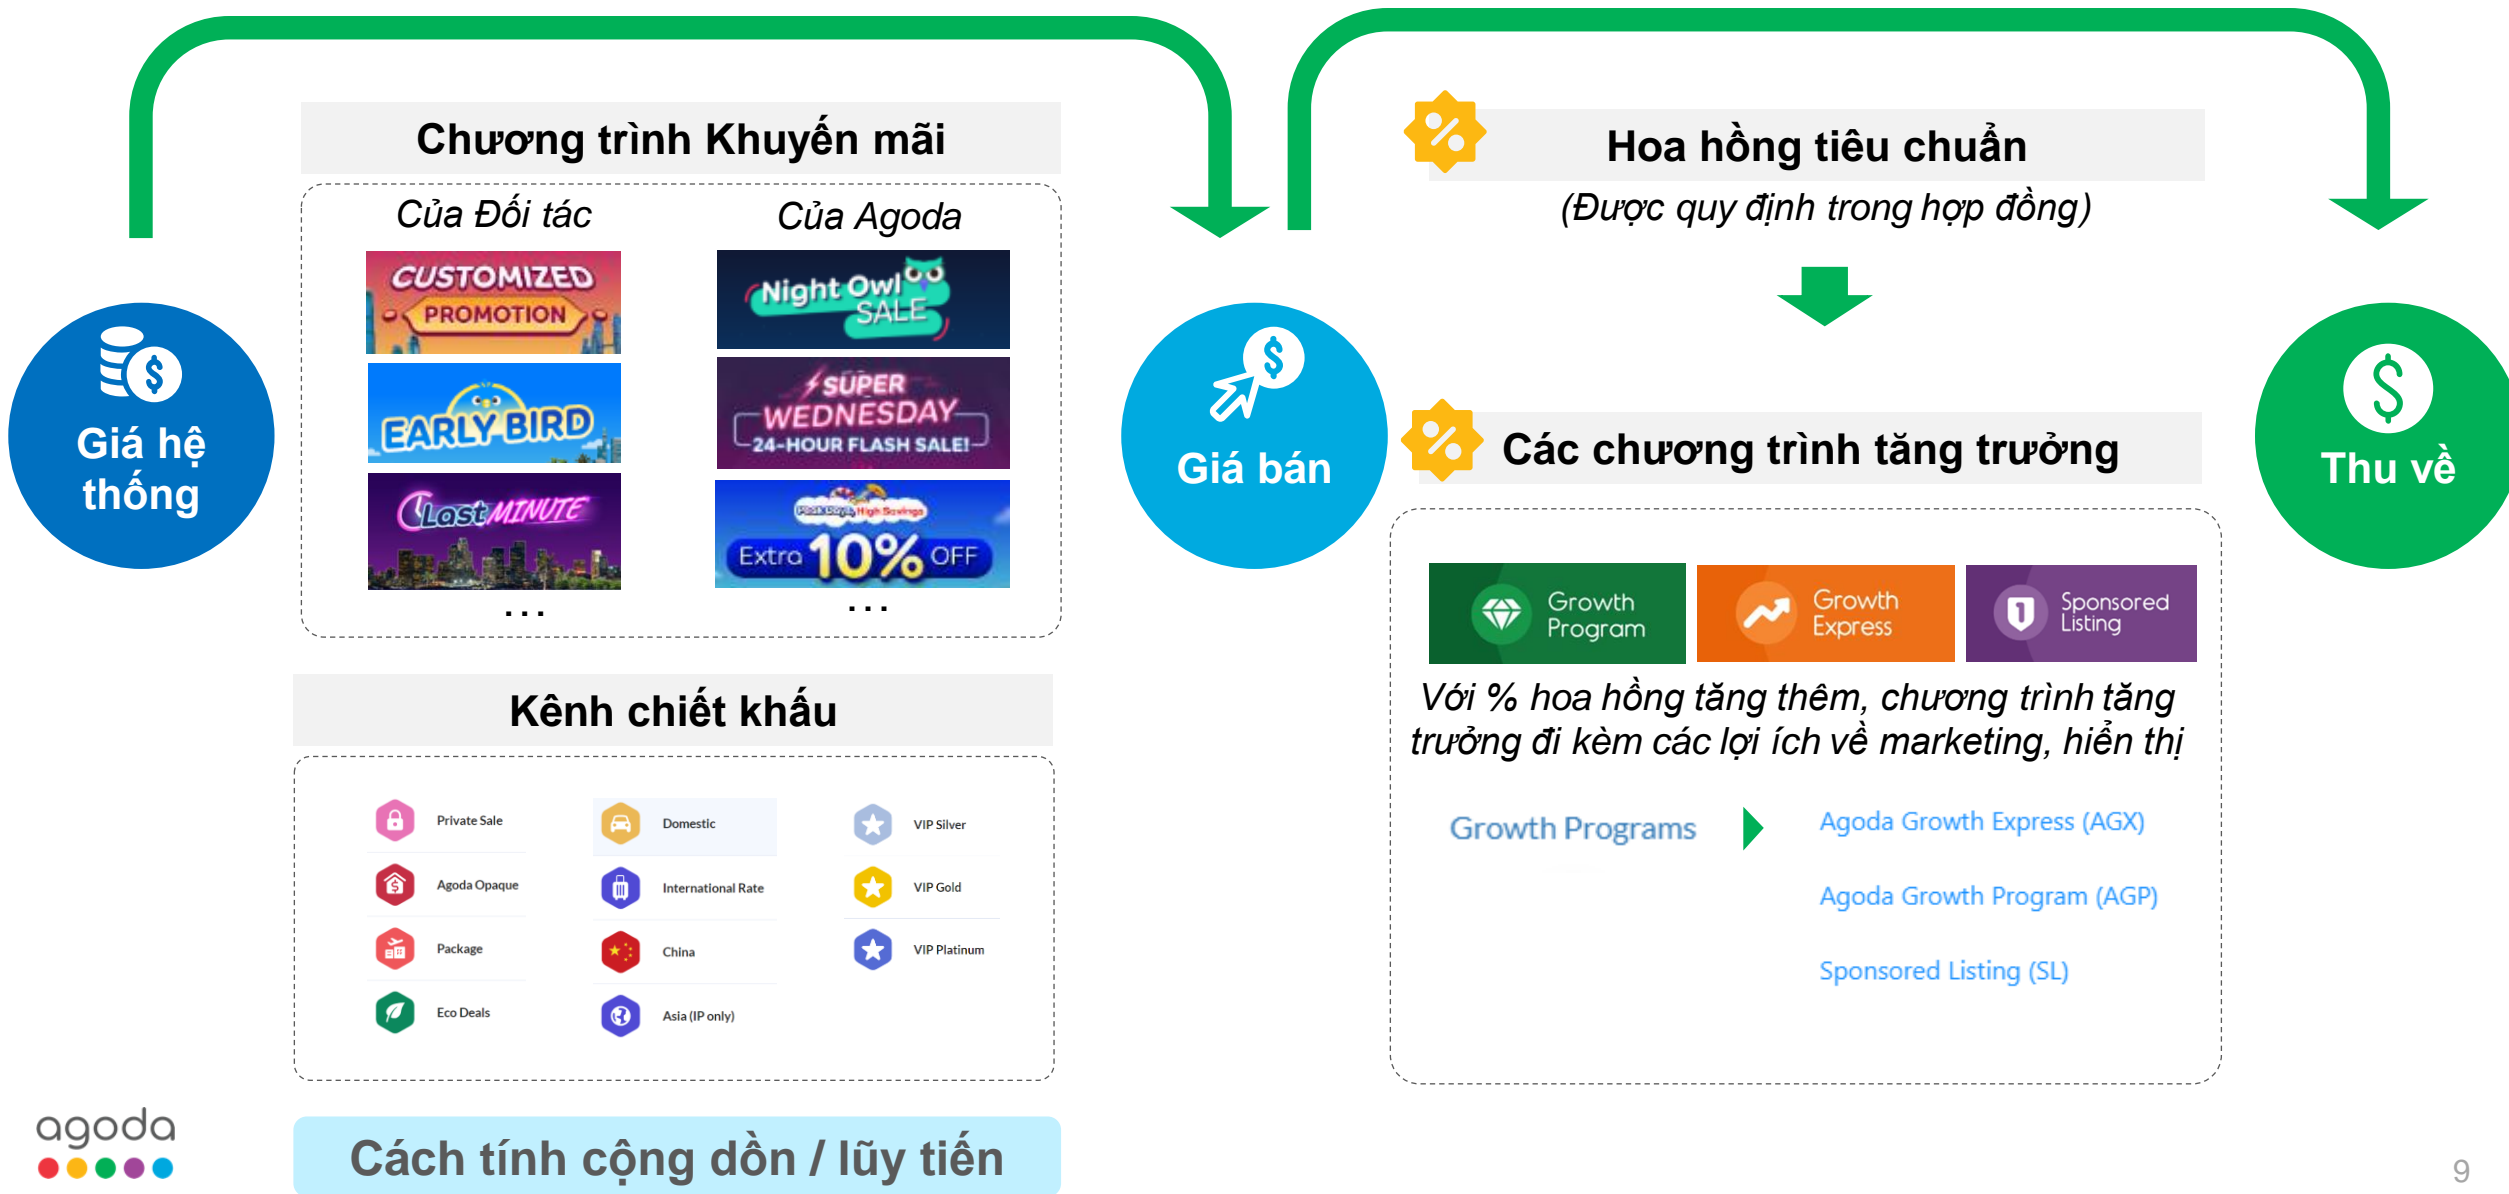 Chương trình Khuyến mãi
Của Đối tác
Của Agoda
CUSTOMIZED
PROMOTION
EARLY BIRD
Last MINUTE
...
Night Owl
SALE
SUPER
WEDNESDAY
24-HOUR FLASH SALE!
Peak Days, High Savings
Extra 10% OFF
...
Giá hệ
thống
Kênh chiết khấu
Private Sale
Agoda Opaque
Package
Eco Deals
Domestic
International Rate
China
Asia (IP only)
VIP Silver
VIP Gold
VIP Platinum
Cách tính cộng dồn / lũy tiến
Giá bán
Hoa hồng tiêu chuẩn
(Được quy định trong hợp đồng)
Các chương trình tăng trưởng
Growth
Program
Growth
Express
Sponsored
Listing
Với % hoa hồng tăng thêm, chương trình tăng
trưởng đi kèm các lợi ích về marketing, hiển thị
Growth Programs
Agoda Growth Express (AGX)
Agoda Growth Program (AGP)
Sponsored Listing (SL)
Thu về
agoda
9